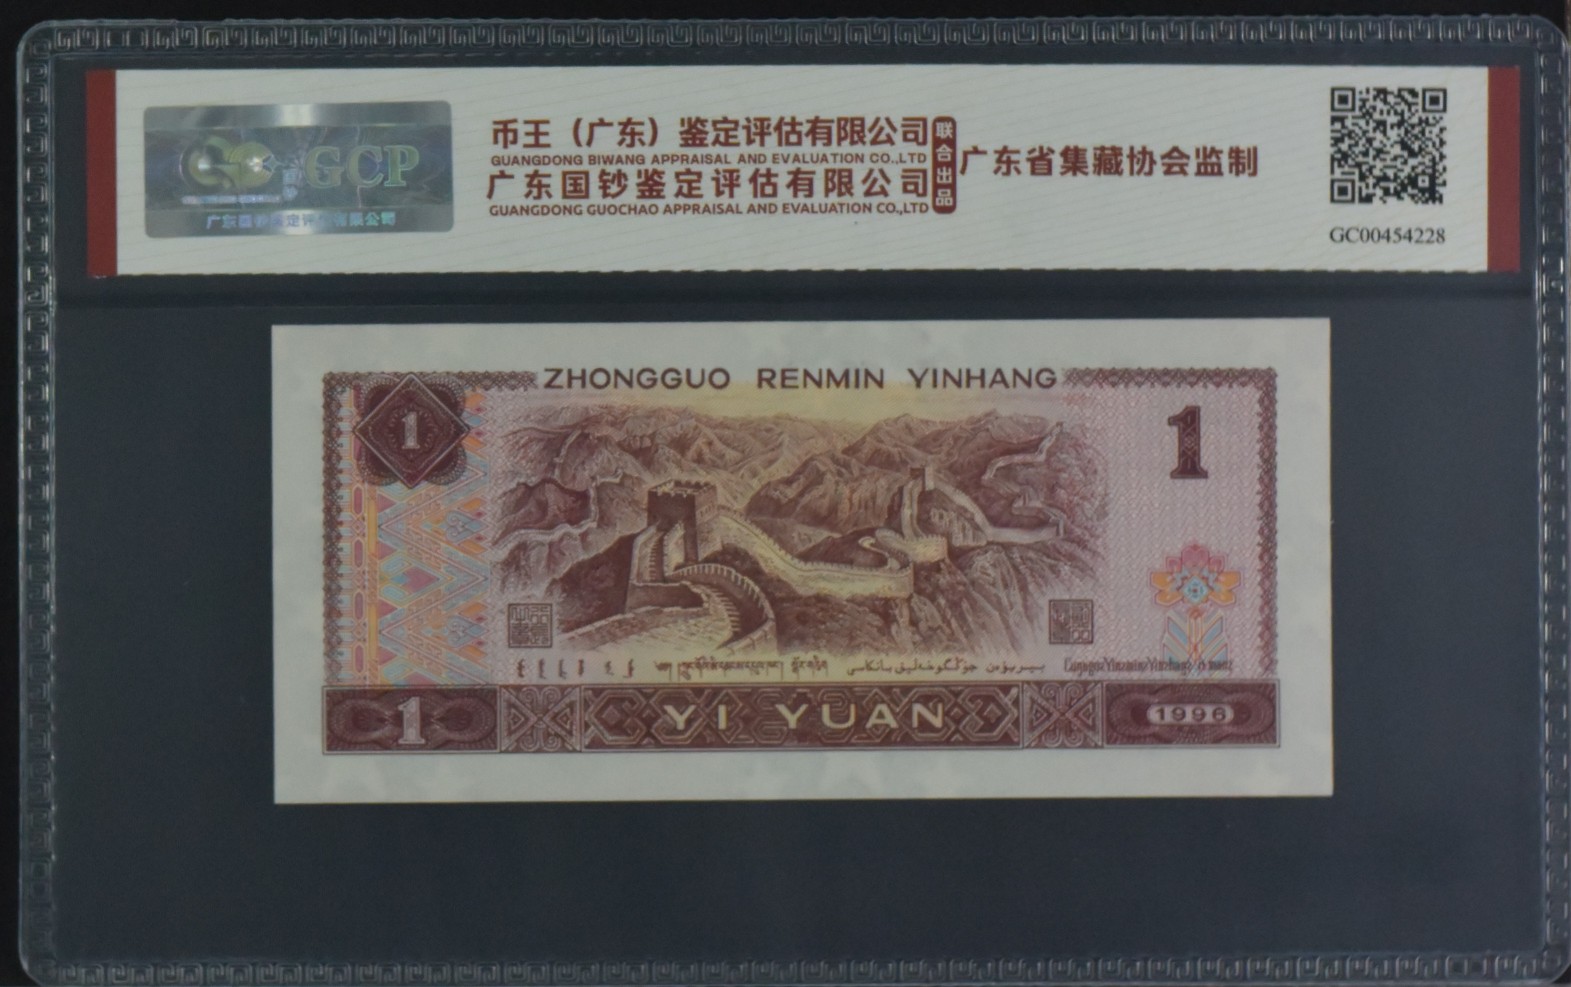 GCP
币王（广东）鉴定评估有限公司
GUANGDONG BIWANG APPRAISAL AND EVALUATION CO.,LTD
广东国钞鉴定评估有限公司
GUANGDONG GUOCHAO APPRAISAL AND EVALUATION CO.,LTD
联合出品
广东省集藏协会监制
GC00454228
ZHONGGUO RENMIN YINHANG
1
1
1
YI YUAN
1996